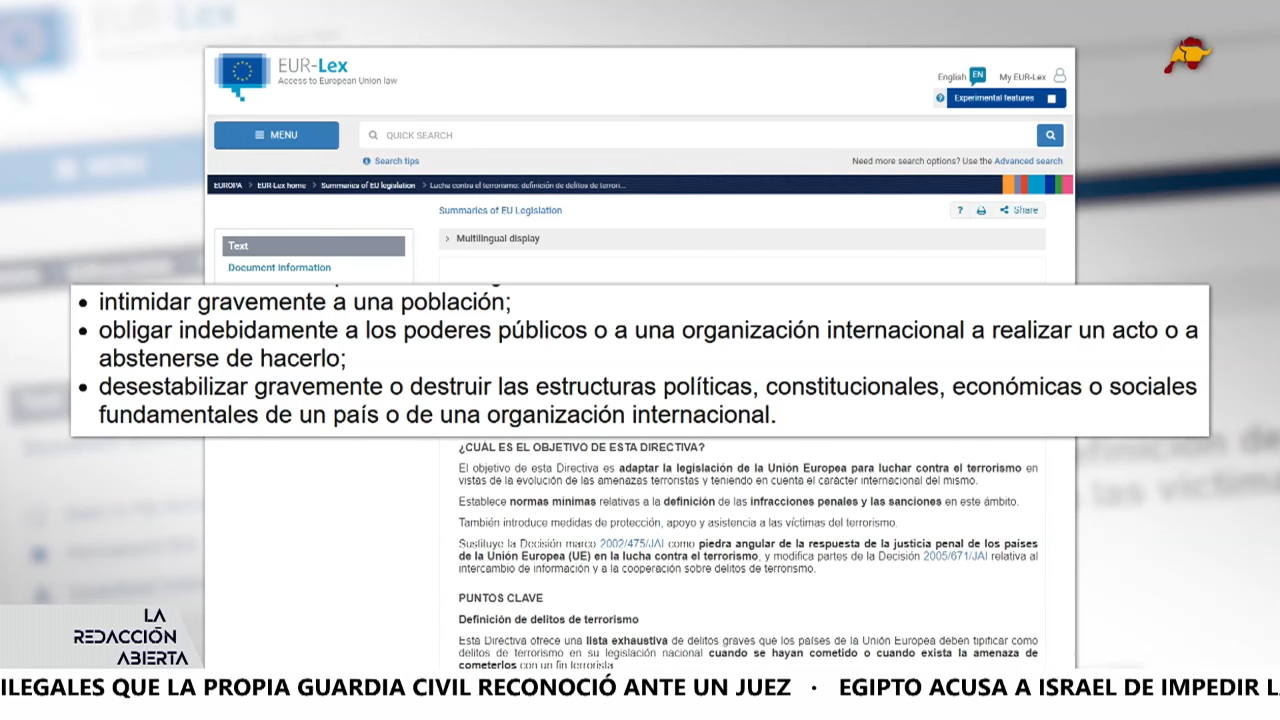 EUR-Lex
Access to European Union law
English EN My EUR-Lex
Experimental features
MENU
QUICK SEARCH
Search tips
Need more search options? Use the Advanced search
EUROPA > EUR-Lex home > Summaries of EU legislation > Lucha contra el terrorismo: definición de delitos de terrori...
Summaries of EU Legislation
? Share
Text
> Multilingual display
Document information
• intimidar gravemente a una población;
• obligar indebidamente a los poderes públicos o a una organización internacional a realizar un acto o a
abstenerse de hacerlo;
• desestabilizar gravemente o destruir las estructuras políticas, constitucionales, económicas o sociales
fundamentales de un país o de una organización internacional.
¿CUÁL ES EL OBJETIVO DE ESTA DIRECTIVA?
El objetivo de esta Directiva es adaptar la legislación de la Unión Europea para luchar contra el terrorismo en
vistas de la evolución de las amenazas terroristas y teniendo en cuenta el carácter internacional del mismo.
Establece normas mínimas relativas a la definición de las infracciones penales y las sanciones en este ámbito.
También introduce medidas de protección, apoyo y asistencia a las víctimas del terrorismo.
Sustituye la Decisión marco 2002/475/JAI como piedra angular de la respuesta de la justicia penal de los países
de la Unión Europea (UE) en la lucha contra el terrorismo, y modifica partes de la Decisión 2005/671/JAI relativa al
intercambio de información y a la cooperación sobre delitos de terrorismo.
PUNTOS CLAVE
Definición de delitos de terrorismo
Esta Directiva ofrece una lista exhaustiva de delitos graves que los países de la Unión Europea deben tipificar como
delitos de terrorismo en su legislación nacional cuando se hayan cometido o cuando exista la amenaza de
cometerlos con un fin terrorista
LA
REDACCIÓN
ABIERTA
ILEGALES QUE LA PROPIA GUARDIA CIVIL RECONOCIÓ ANTE UN JUEZ · EGIPTO ACUSA A ISRAEL DE IMPEDIR